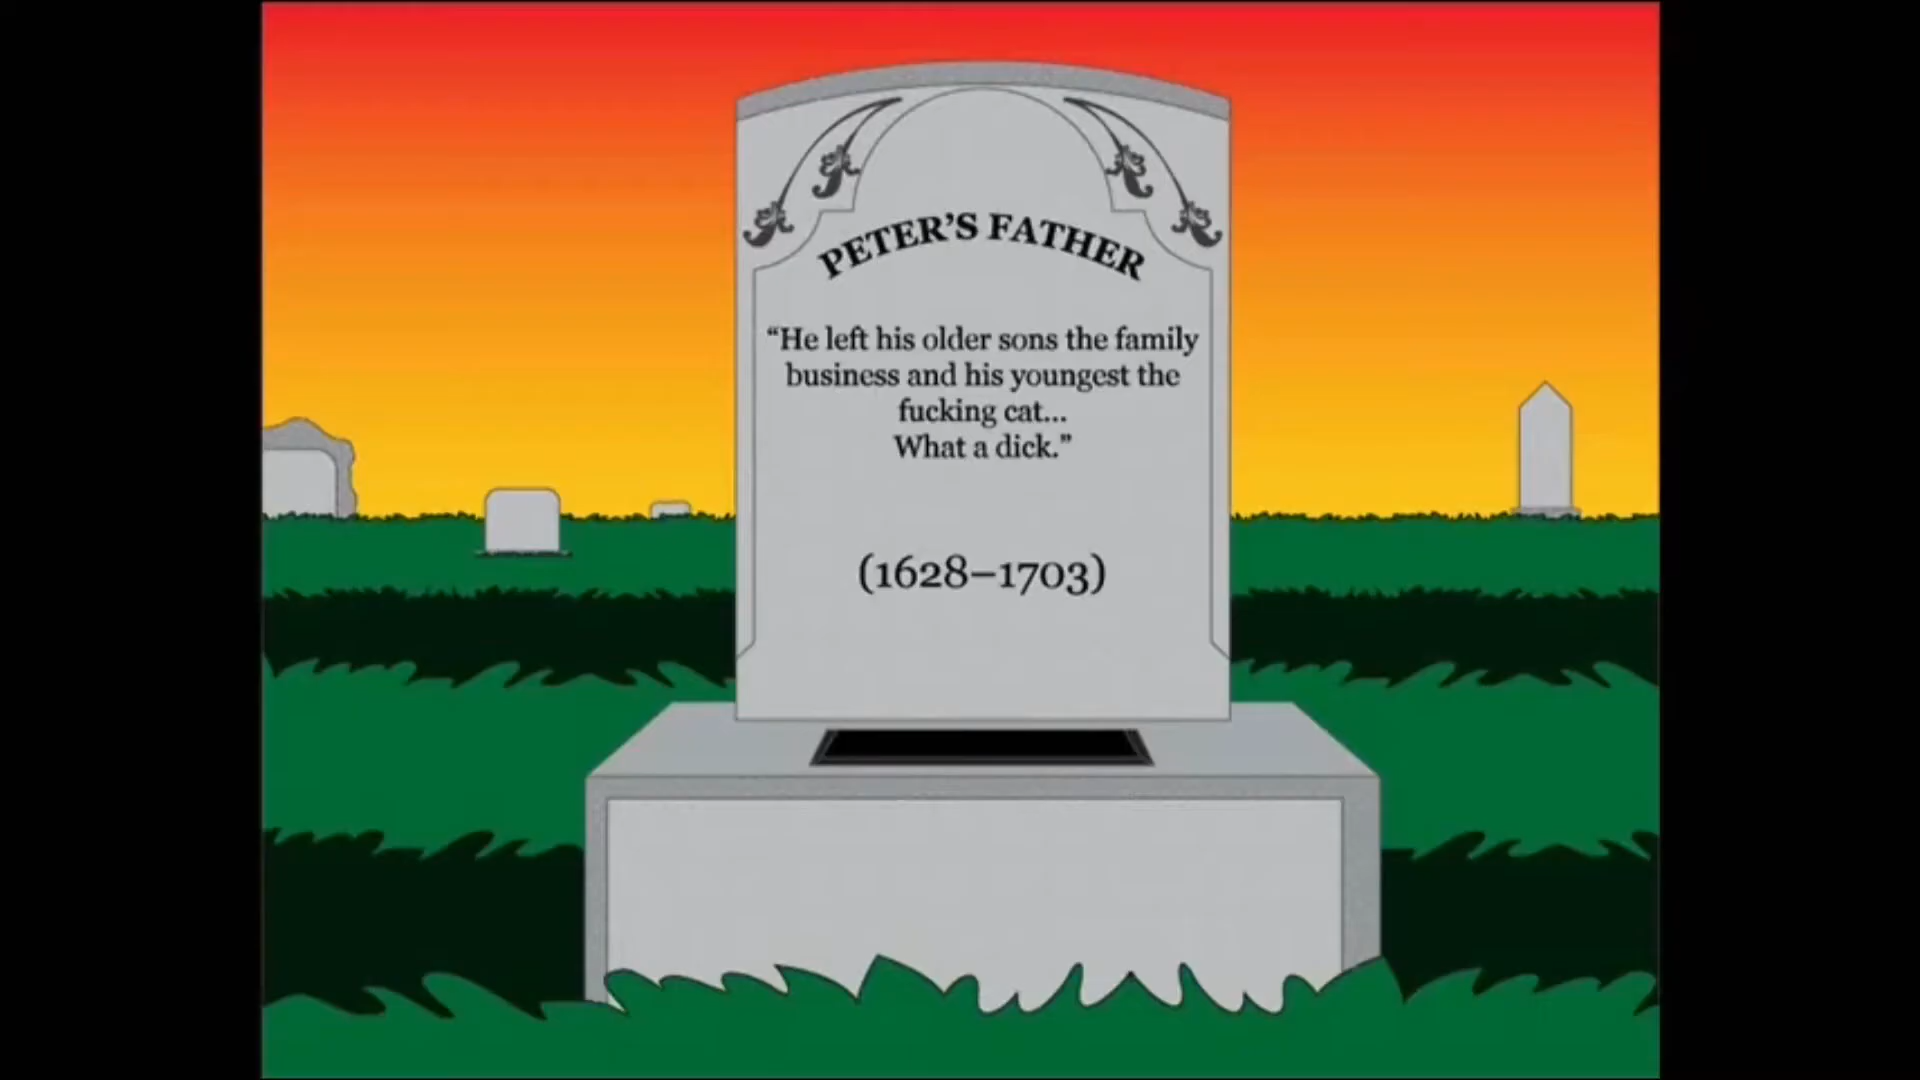 PETER’S FATHER
“He left his older sons the family
business and his youngest the
fucking cat...
What a dick.”
(1628–1703)